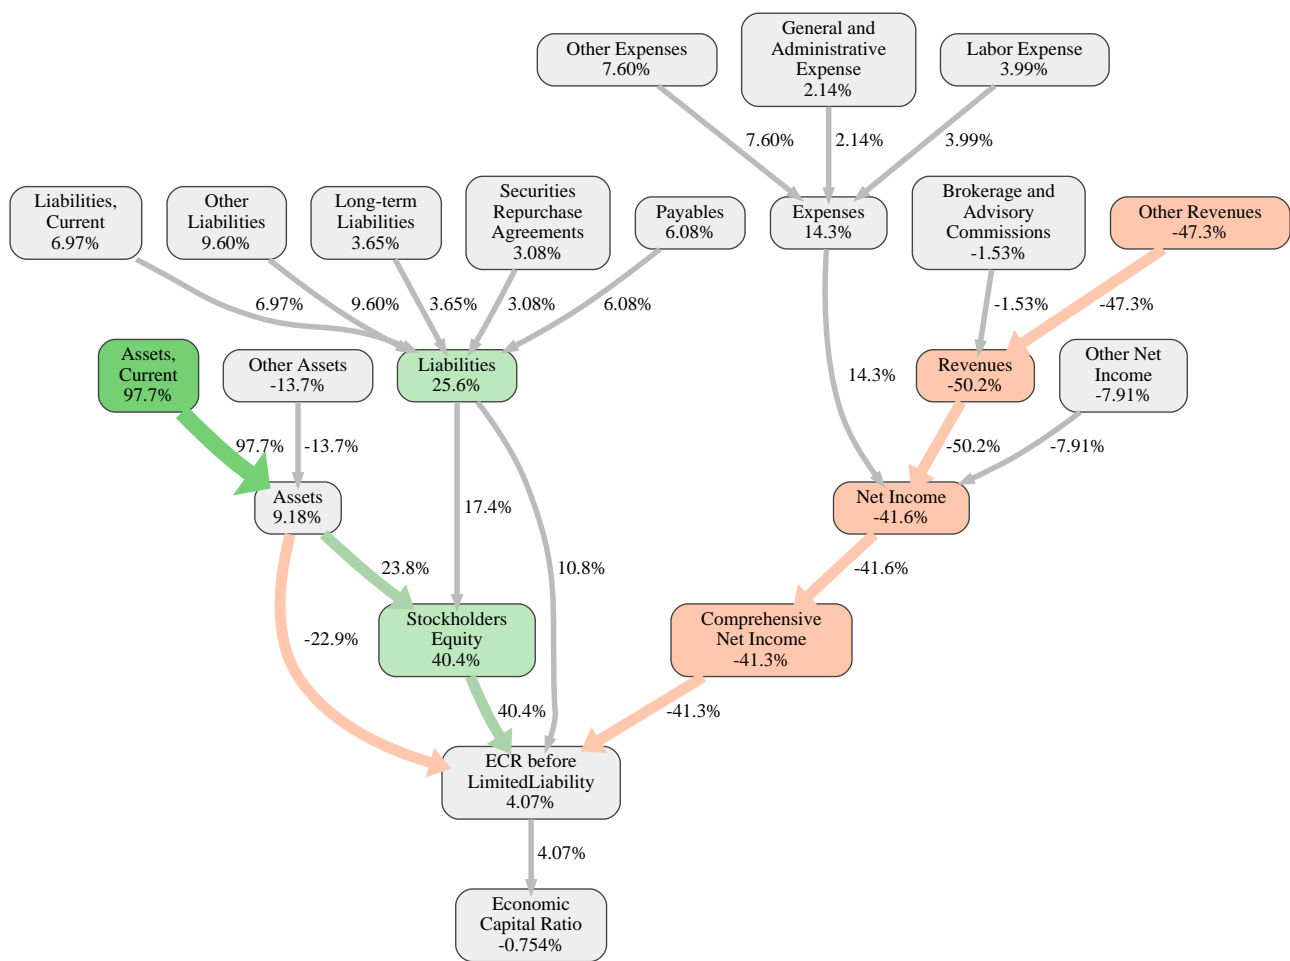 Other Expenses
7.60%
General and
Administrative
Expense
2.14%
Labor Expense
3.99%
7.60%
2.14%
3.99%
Liabilities,
Current
6.97%
Other
Liabilities
9.60%
Long-term
Liabilities
3.65%
Securities
Repurchase
Agreements
3.08%
Payables
6.08%
Expenses
14.3%
Brokerage and
Advisory
Commissions
-1.53%
Other Revenues
-47.3%
6.97%
9.60%
3.65%
3.08%
6.08%
-1.53%
-47.3%
Assets,
Current
97.7%
Other Assets
-13.7%
Liabilities
25.6%
14.3%
Revenues
-50.2%
Other Net
Income
-7.91%
97.7%
-13.7%
-50.2%
-7.91%
Assets
9.18%
17.4%
Net Income
-41.6%
23.8%
10.8%
-41.6%
-22.9%
Stockholders
Equity
40.4%
Comprehensive
Net Income
-41.3%
40.4%
-41.3%
ECR before
LimitedLiability
4.07%
4.07%
Economic
Capital Ratio
-0.754%